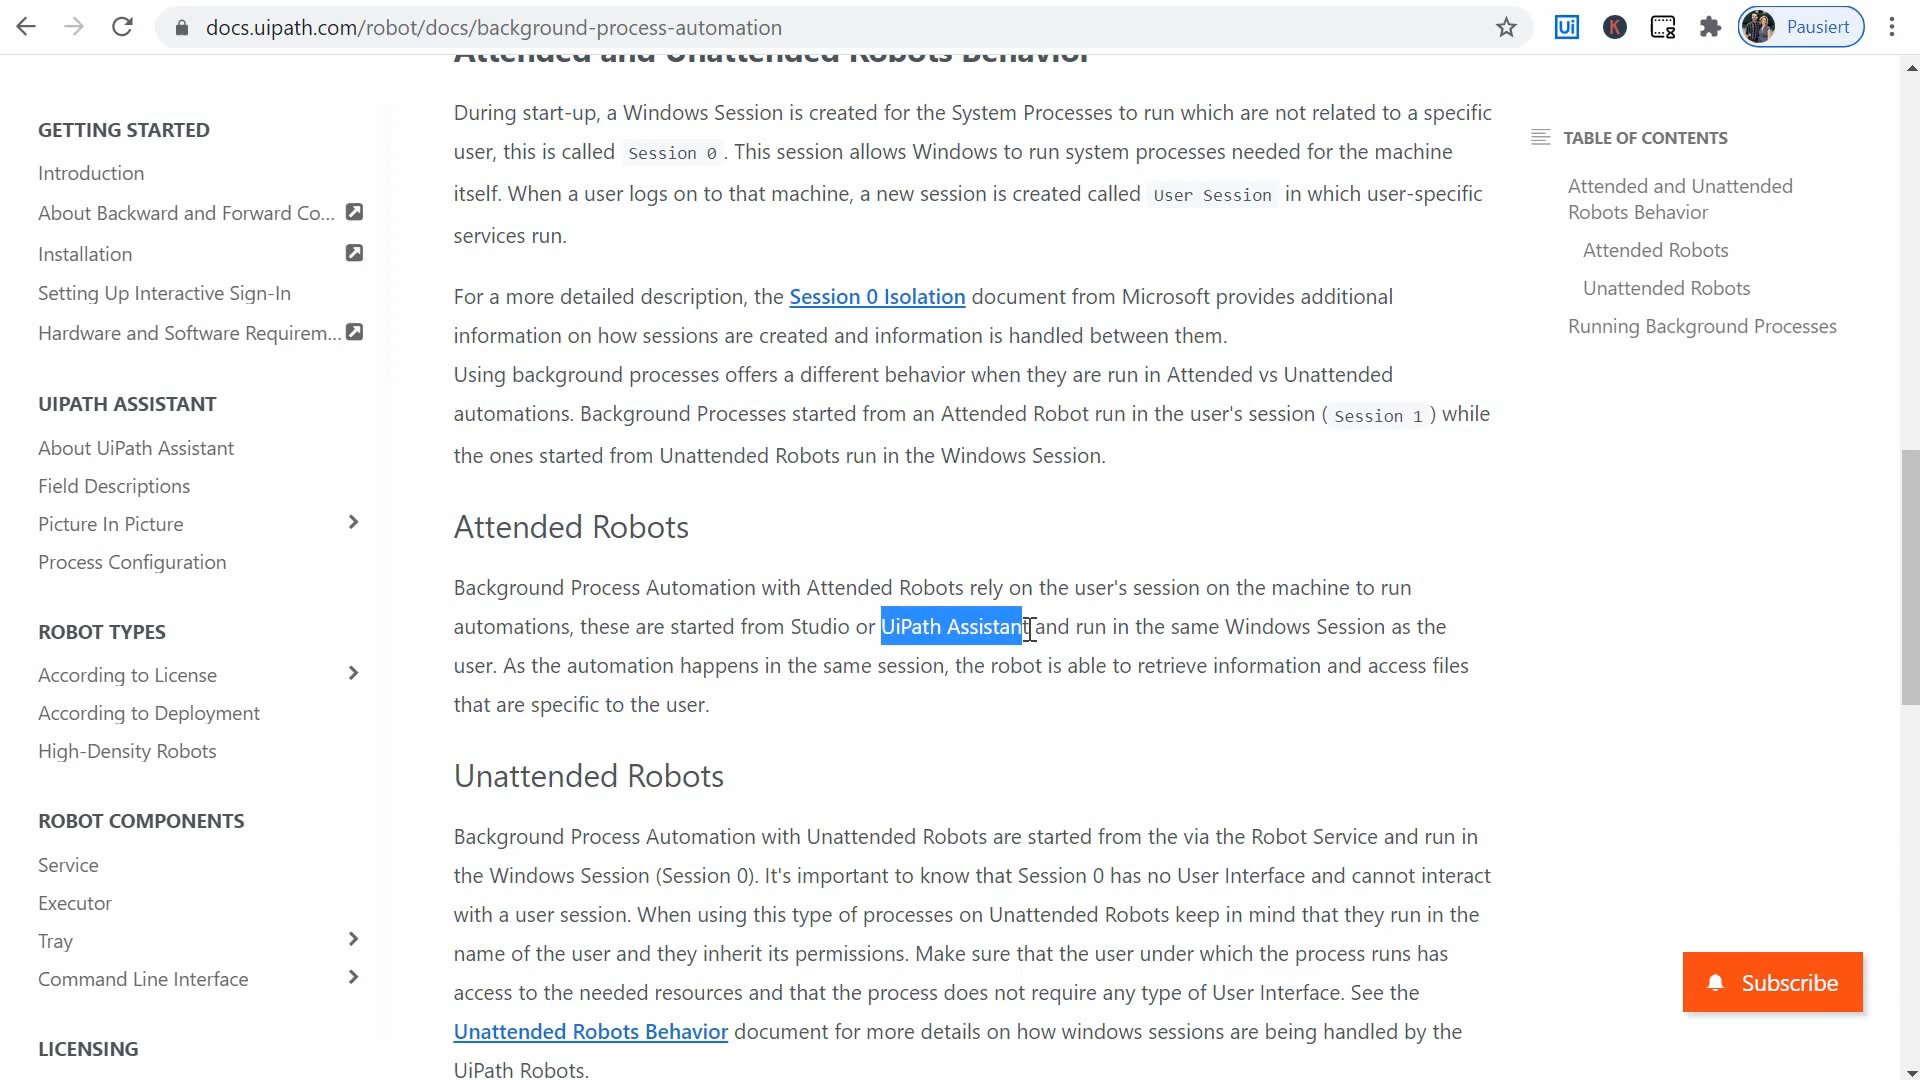 docs.uipath.com/robot/docs/background-process-automation
Ui
K
Pausiert
Attended and Unattended Robots Behavior
GETTING STARTED
Introduction
About Backward and Forward Co...
Installation
Setting Up Interactive Sign-In
Hardware and Software Requirem...
UIPATH ASSISTANT
About UiPath Assistant
Field Descriptions
Picture In Picture
Process Configuration
ROBOT TYPES
According to License
According to Deployment
High-Density Robots
ROBOT COMPONENTS
Service
Executor
Tray
Command Line Interface
LICENSING
During start-up, a Windows Session is created for the System Processes to run which are not related to a specific
user, this is called Session 0. This session allows Windows to run system processes needed for the machine
itself. When a user logs on to that machine, a new session is created called User Session in which user-specific
services run.
For a more detailed description, the Session 0 Isolation document from Microsoft provides additional
information on how sessions are created and information is handled between them.
Using background processes offers a different behavior when they are run in Attended vs Unattended
automations. Background Processes started from an Attended Robot run in the user's session (Session 1) while
the ones started from Unattended Robots run in the Windows Session.
Attended Robots
Background Process Automation with Attended Robots rely on the user's session on the machine to run
automations, these are started from Studio or UiPath Assistant and run in the same Windows Session as the
user. As the automation happens in the same session, the robot is able to retrieve information and access files
that are specific to the user.
Unattended Robots
Background Process Automation with Unattended Robots are started from the via the Robot Service and run in
the Windows Session (Session 0). It's important to know that Session 0 has no User Interface and cannot interact
with a user session. When using this type of processes on Unattended Robots keep in mind that they run in the
name of the user and they inherit its permissions. Make sure that the user under which the process runs has
access to the needed resources and that the process does not require any type of User Interface. See the
Unattended Robots Behavior document for more details on how windows sessions are being handled by the
UiPath Robots.
TABLE OF CONTENTS
Attended and Unattended
Robots Behavior
Attended Robots
Unattended Robots
Running Background Processes
Subscribe